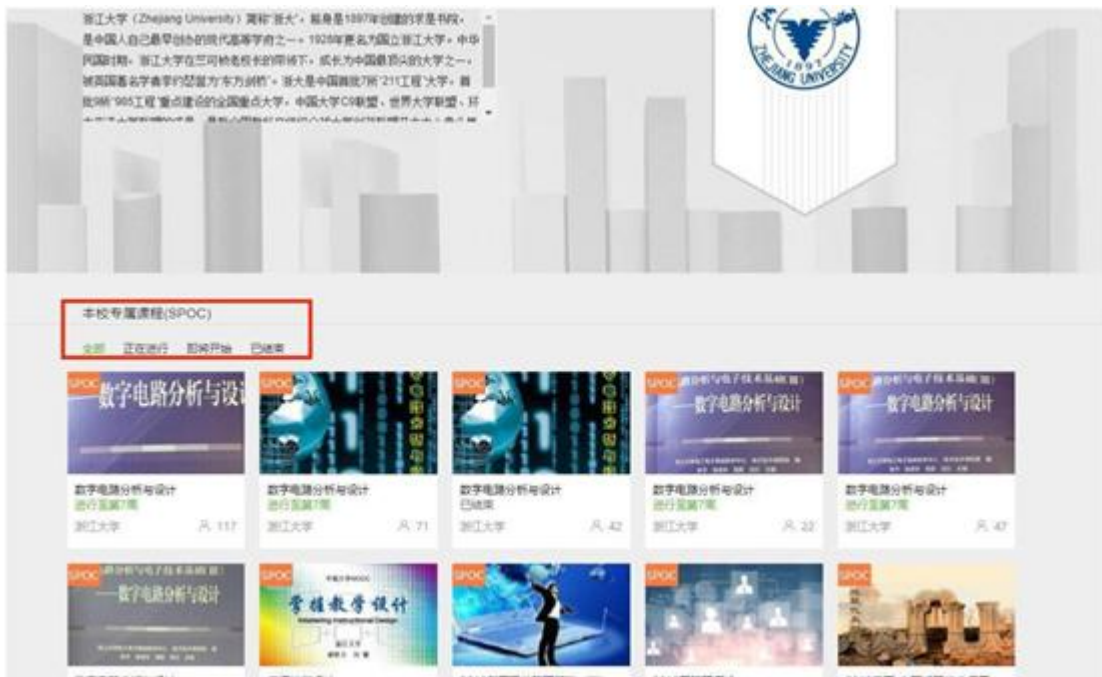 浙江大学（Zhejiang University）简称"浙大"，前身是1897年创建的求是书院，
是中国人自己最早创办的现代高等学府之一。1928年更名为国立浙江大学。中华
民国时期，浙江大学在竺可桢老校长的带领下，成长为中国最顶尖的大学之一，
被英国著名学者李约瑟誉为"东方剑桥"。浙大是中国首批7所"211工程"大学，首
批9所"985工程"重点建设的全国重点大学，中国大学C9联盟、世界大学联盟、环
1897
ZHEJIANG UNIVERSITY
本校专属课程(SPOC)
全部 正在进行 即将开始 已结束
SPOC
数字电路分析与设计
SPOC
SPOC
SPOC
数字电路分析与设计
SPOC
数字电路分析与设计
数字电路分析与设计
进行至第7周
浙江大学 117
数字电路分析与设计
进行至第7周
浙江大学 71
数字电路分析与设计
已结束
浙江大学 42
数字电路分析与设计
进行至第7周
浙江大学 22
数字电路分析与设计
进行至第7周
浙江大学 47
SPOC
数字电路分析与设计
SPOC
掌握教学设计
Mastering Instructional Design
浙江大学
SPOC
SPOC
SPOC